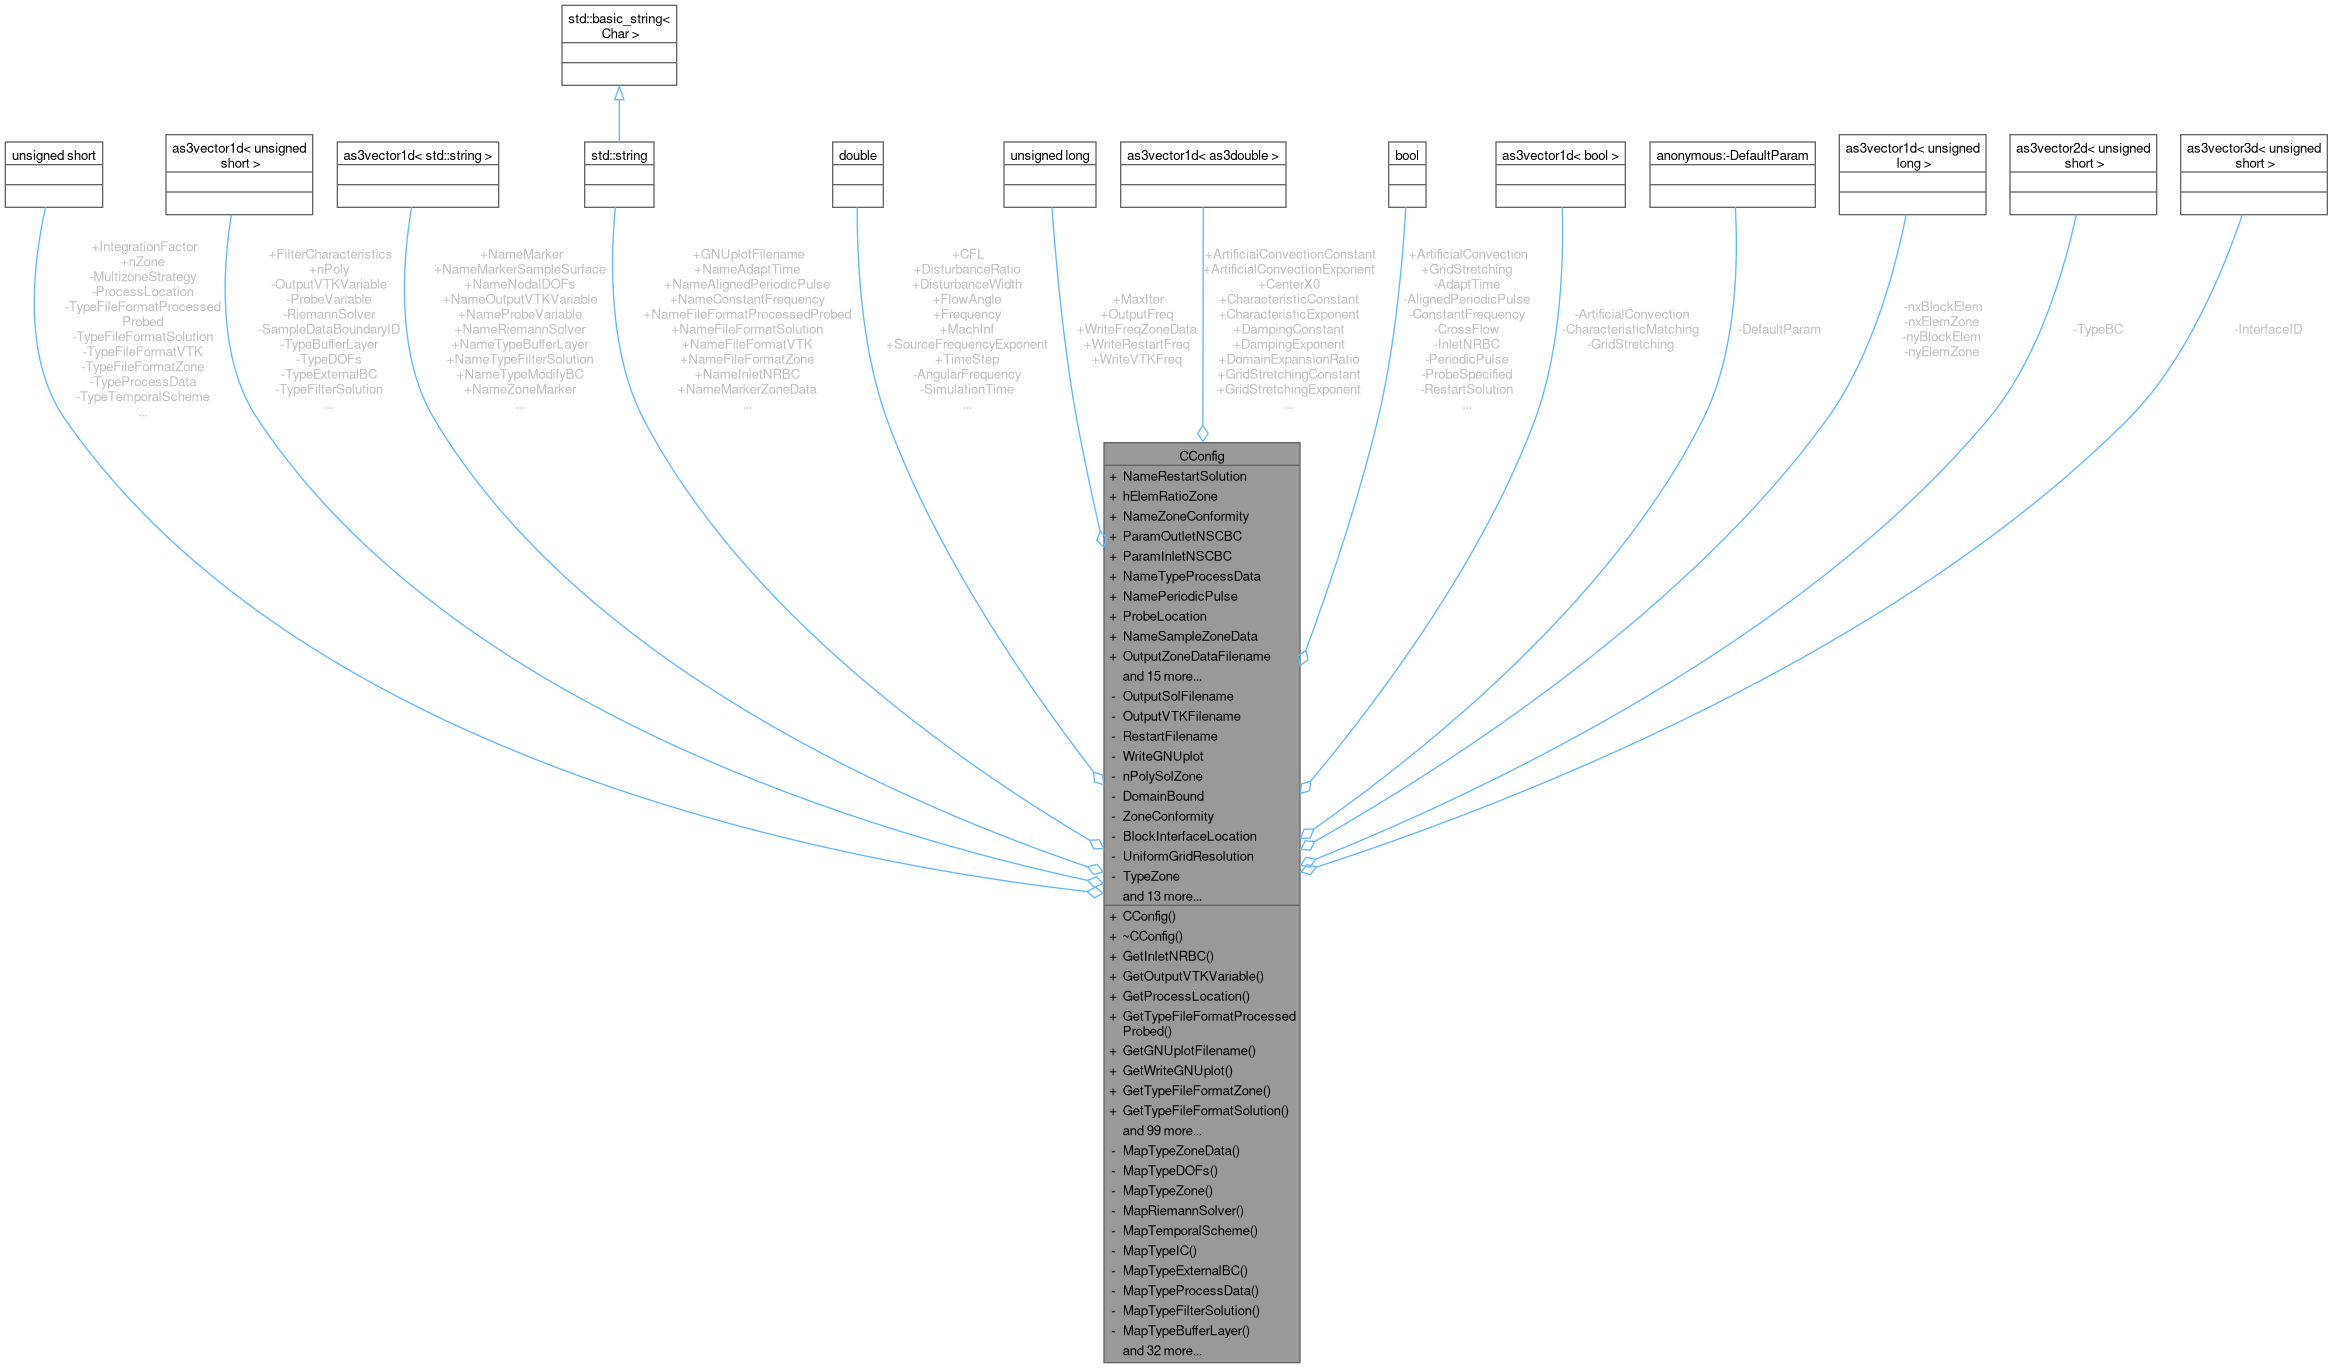 std::basic_string<
Char >
unsigned short
as3vector1d< unsigned
short >
as3vector1d< std::string >
std::string
double
unsigned long
as3vector1d< as3double >
bool
as3vector1d< bool >
anonymous:-DefaultParam
as3vector1d< unsigned
long >
as3vector2d< unsigned
short >
as3vector3d< unsigned
short >
+IntegrationFactor
+nZone
-MultizoneStrategy
-ProcessLocation
-TypeFileFormatProcessed
Probed
-TypeFileFormatSolution
-TypeFileFormatVTK
-TypeFileFormatZone
-TypeProcessData
-TypeTemporalScheme
...
+FilterCharacteristics
+nPoly
-OutputVTKVariable
-ProbeVariable
-RiemannSolver
-SampleDataBoundaryID
-TypeBufferLayer
-TypeDOFs
-TypeExternalBC
-TypeFilterSolution
...
+NameMarker
+NameMarkerSampleSurface
+NameNodalDOFs
+NameOutputVTKVariable
+NameProbeVariable
+NameRiemannSolver
+NameTypeBufferLayer
+NameTypeFilterSolution
+NameTypeModifyBC
+NameZoneMarker
...
+GNUplotFilename
+NameAdaptTime
+NameAlignedPeriodicPulse
+NameConstantFrequency
+NameFileFormatProcessedProbed
+NameFileFormatSolution
+NameFileFormatVTK
+NameFileFormatZone
+NameInletNRBC
+NameMarkerZoneData
...
+CFL
+DisturbanceRatio
+DisturbanceWidth
+FlowAngle
+Frequency
+MachInf
+SourceFrequencyExponent
+TimeStep
-AngularFrequency
-SimulationTime
...
+MaxIter
+OutputFreq
+WriteFreqZoneData
+WriteRestartFreq
+WriteVTKFreq
+ArtificialConvectionConstant
+ArtificialConvectionExponent
+CenterX0
+CharacteristicConstant
+CharacteristicExponent
+DampingConstant
+DampingExponent
+DomainExpansionRatio
+GridStretchingConstant
+GridStretchingExponent
...
+ArtificialConvection
+GridStretching
-AdaptTime
-AlignedPeriodicPulse
-ConstantFrequency
-CrossFlow
-InletNRBC
-PeriodicPulse
-ProbeSpecified
-RestartSolution
...
-ArtificialConvection
-CharacteristicMatching
-GridStretching
-DefaultParam
-nxBlockElem
-nxElemZone
-nyBlockElem
-nyElemZone
-TypeBC
-InterfaceID
CConfig
+ NameRestartSolution
+ hElemRatioZone
+ NameZoneConformity
+ ParamOutletNSCBC
+ ParamInletNSCBC
+ NameTypeProcessData
+ NamePeriodicPulse
+ ProbeLocation
+ NameSampleZoneData
+ OutputZoneDataFilename
and 15 more...
- OutputSolFilename
- OutputVTKFilename
- RestartFilename
- WriteGNUplot
- nPolySolZone
- DomainBound
- ZoneConformity
- BlockInterfaceLocation
- UniformGridResolution
- TypeZone
and 13 more...
+ CConfig()
+ ~CConfig()
+ GetInletNRBC()
+ GetOutputVTKVariable()
+ GetProcessLocation()
+ GetTypeFileFormatProcessed
Probed()
+ GetGNUplotFilename()
+ GetWriteGNUplot()
+ GetTypeFileFormatZone()
+ GetTypeFileFormatSolution()
and 99 more...
- MapTypeZoneData()
- MapTypeDOFs()
- MapTypeZone()
- MapRiemannSolver()
- MapTemporalScheme()
- MapTypeIC()
- MapTypeExternalBC()
- MapTypeProcessData()
- MapTypeFilterSolution()
- MapTypeBufferLayer()
and 32 more...